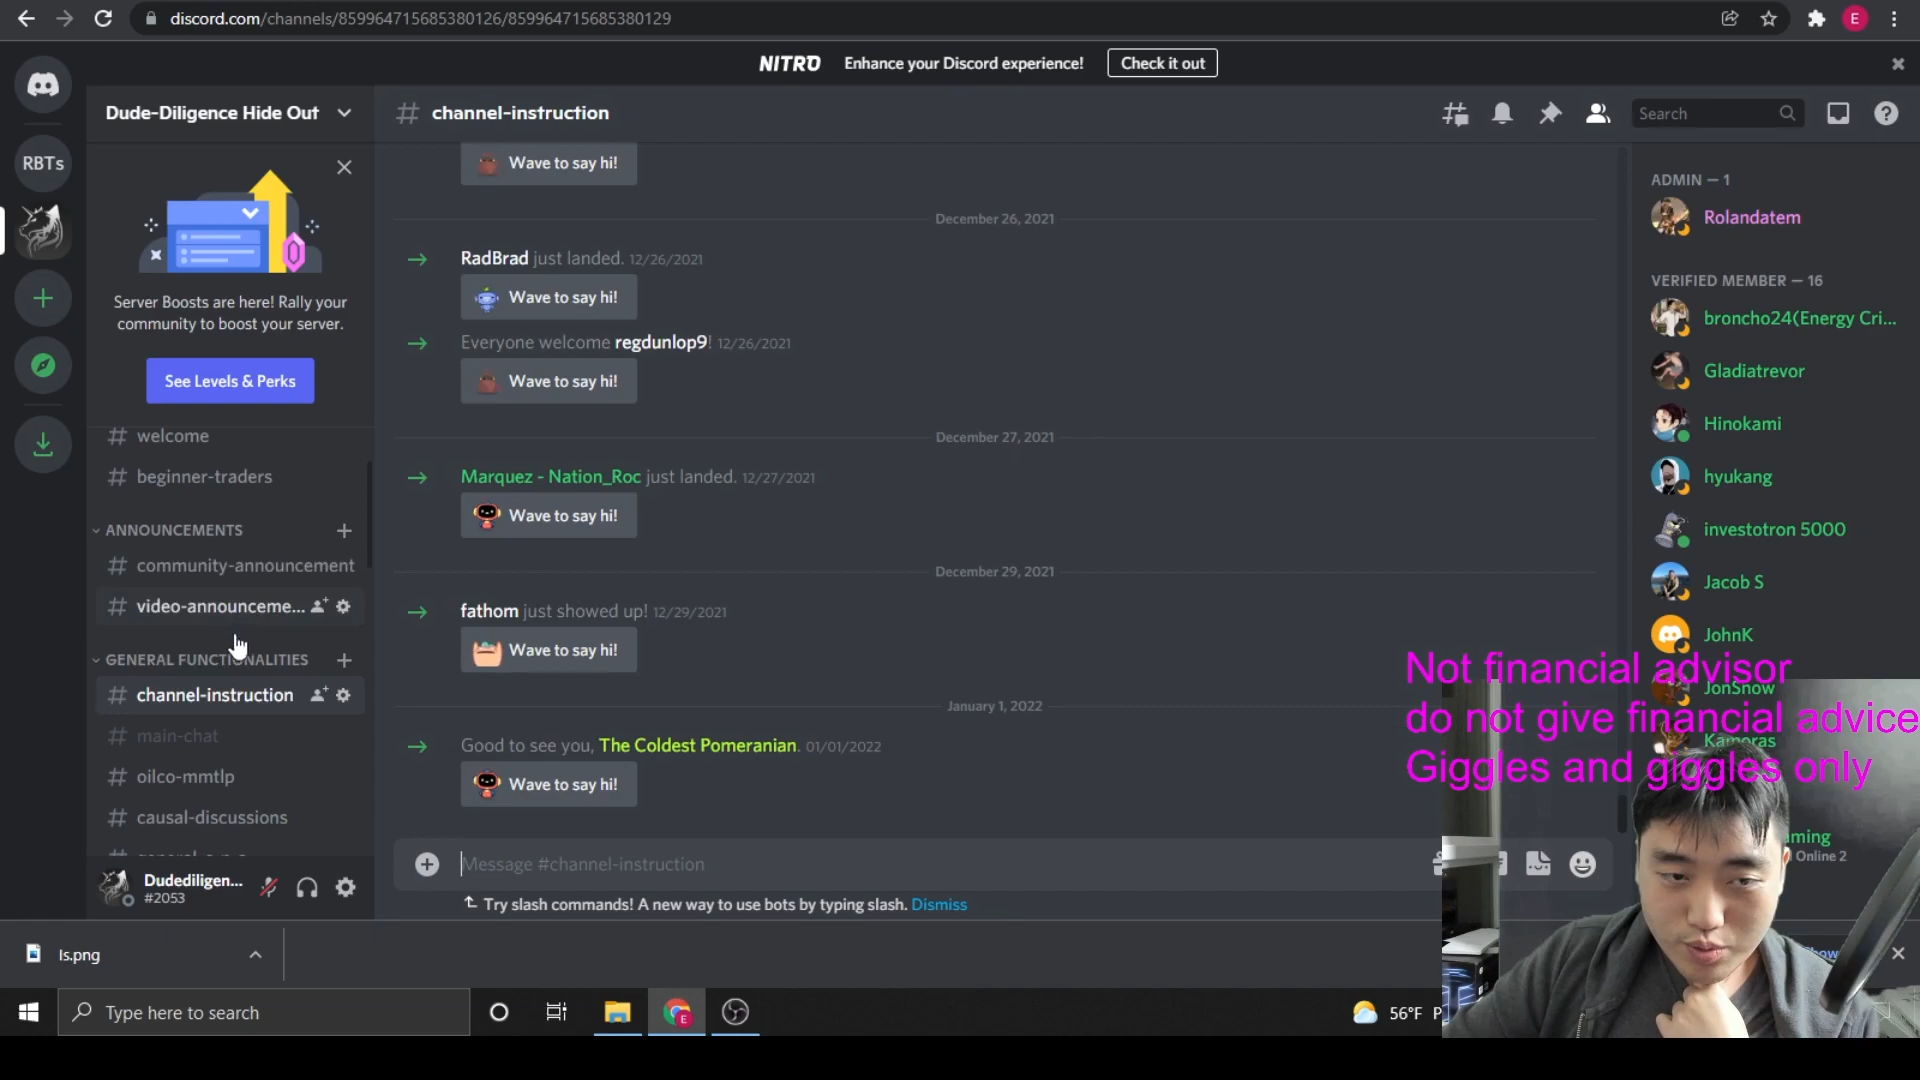 discord.com/channels/859964715685380126/859964715685380129
E
NITRO Enhance your Discord experience! Check it out
Dude-Diligence Hide Out
channel-instruction
Search
RBTs
Server Boosts are here! Rally your
community to boost your server.
See Levels & Perks
# welcome
# beginner-traders
ANNOUNCEMENTS
# community-announcement
# video-announceme...
GENERAL FUNCTIONALITIES
# channel-instruction
# main-chat
# oilco-mmtlp
# causal-discussions
Dudediligen...
#2053
Wave to say hi!
December 26, 2021
RadBrad just landed. 12/26/2021
Wave to say hi!
Everyone welcome regdunlop9! 12/26/2021
Wave to say hi!
December 27, 2021
Marquez - Nation_Roc just landed. 12/27/2021
Wave to say hi!
December 29, 2021
fathom just showed up! 12/29/2021
Wave to say hi!
January 1, 2022
Good to see you, The Coldest Pomeranian. 01/01/2022
Wave to say hi!
Message #channel-instruction
Try slash commands! A new way to use bots by typing slash. Dismiss
ADMIN — 1
Rolandatem
VERIFIED MEMBER — 16
broncho24(Energy Cri...
Gladiatrevor
Hinokami
hyukang
investotron 5000
Jacob S
JohnK
JonSnow
Kamoras
Online 2
Not financial advisor
do not give financial advice
Giggles and giggles only
Is.png
Type here to search
56°F